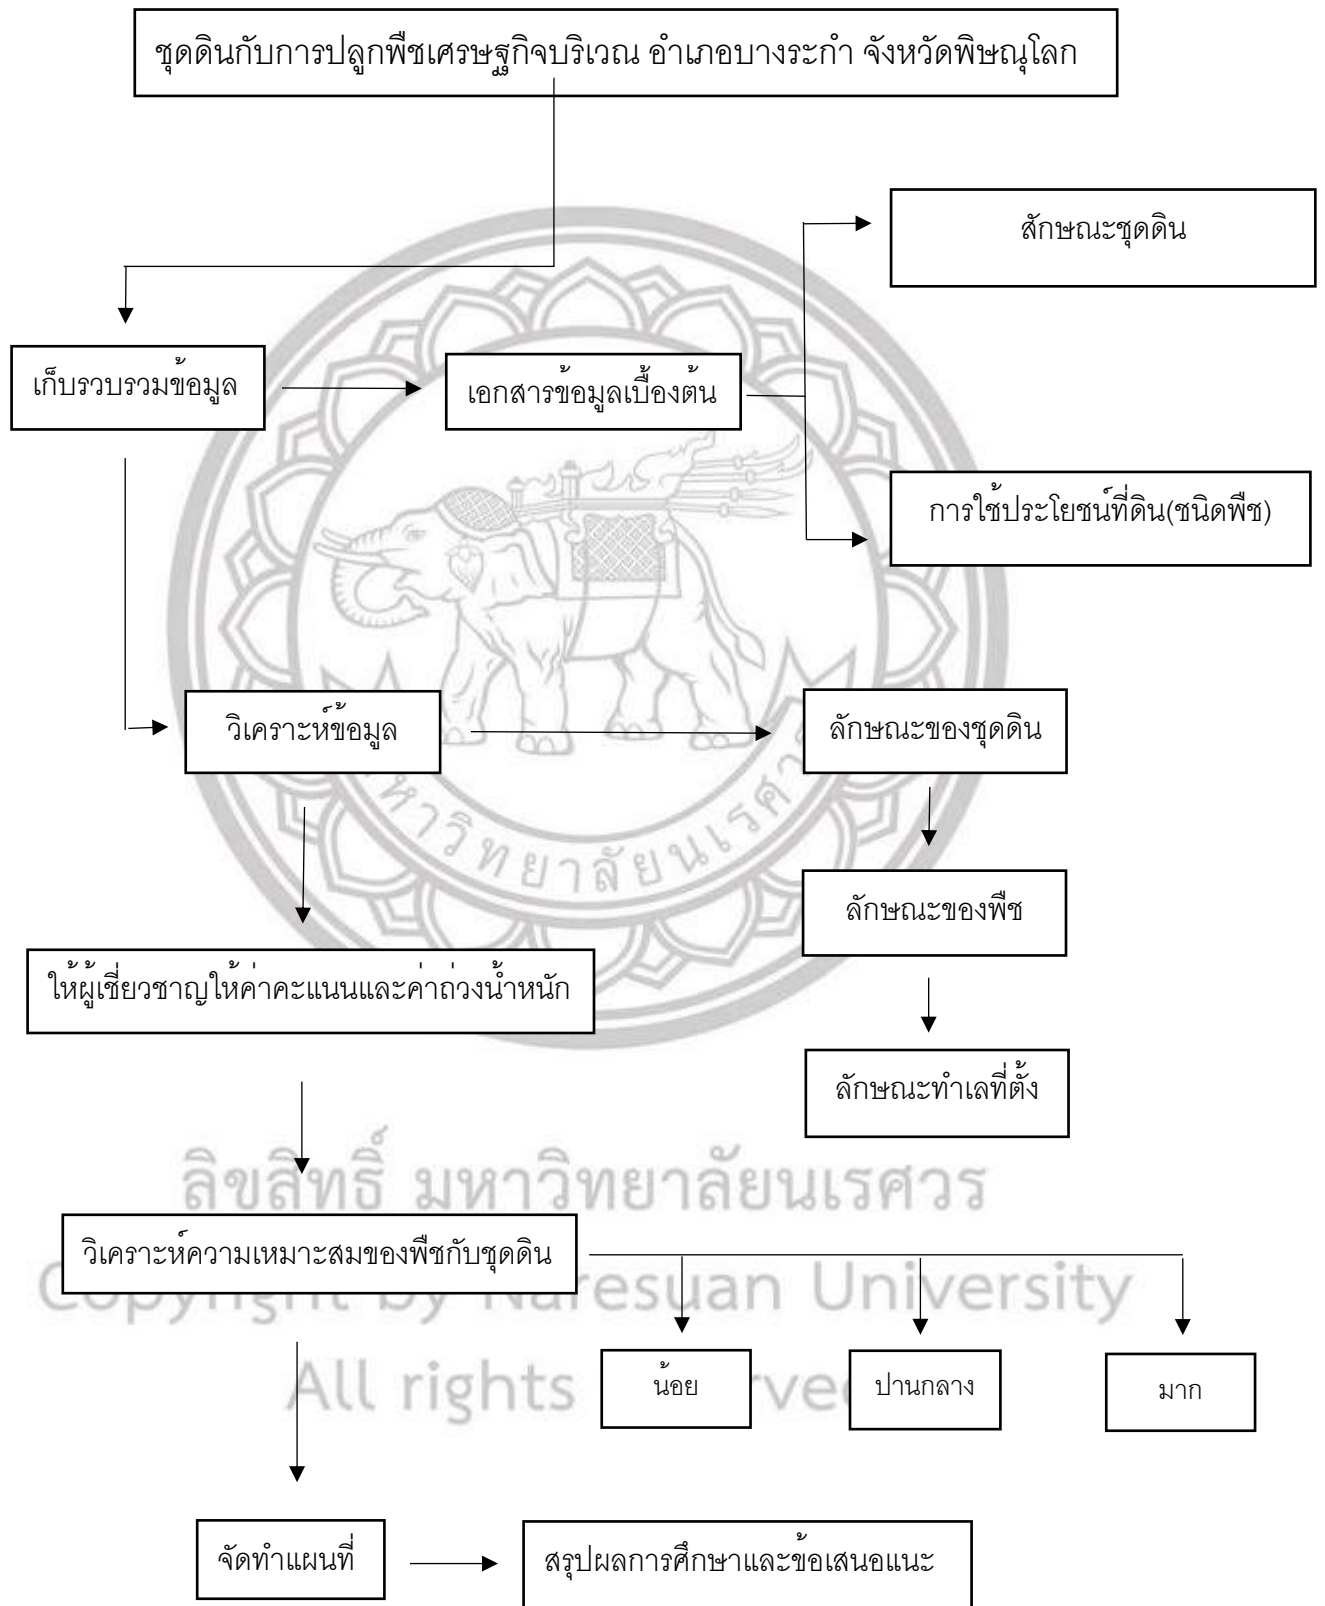 ชุดดินกับการปลูกพืชเศรษฐกิจบริเวณ อำเภอบางระกำ จังหวัดพิษณุโลก
สักษณะชุดดิน
เก็บรวบรวมข้อมูล
เอกสารข้อมูลเบื้องต้น
การใช้ประโยชน์ที่ดิน(ชนิดพืช)
วิเคราะห์ข้อมูล
ลักษณะของชุดดิน
ลักษณะของพืช
ให้ผู้เชี่ยวชาญให้ค่าคะแนนและค่าถ่วงน้ำหนัก
ลักษณะทำเลที่ตั้ง
วิเคราะห์ความเหมาะสมของพืชกับชุดดิน
น้อย
ปานกลาง
มาก
จัดทำแผนที่
สรุปผลการศึกษาและข้อเสนอแนะ
หาวิทยาลัยนเรศ
ลิขสิทธิ์ มหาวิทยาลัยนเรศวร
Copyright by Naresuan University
All rights